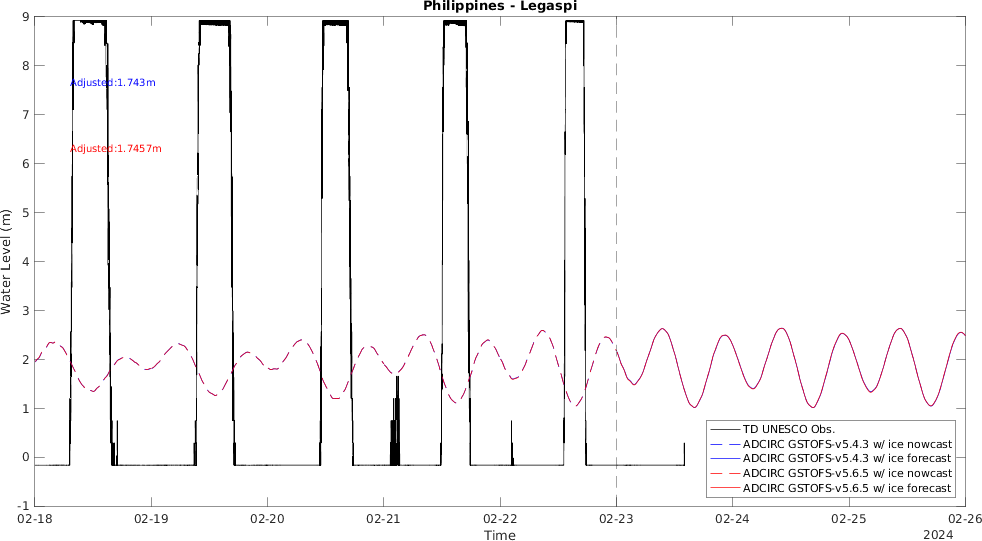 Philippines - Legaspi
Water Level (m)
9
8
7
6
5
4
3
2
1
0
-1
Adjusted:1.743m
Adjusted:1.7457m
TD UNESCO Obs.
ADCIRC GSTOFS-v5.4.3 w/ ice nowcast
ADCIRC GSTOFS-v5.4.3 w/ ice forecast
ADCIRC GSTOFS-v5.6.5 w/ ice nowcast
ADCIRC GSTOFS-v5.6.5 w/ ice forecast
02-18 02-19 02-20 02-21 02-22 02-23 02-24 02-25 02-26
Time
2024